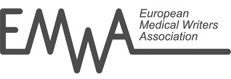 EMWA
European
Medical Writers
Association